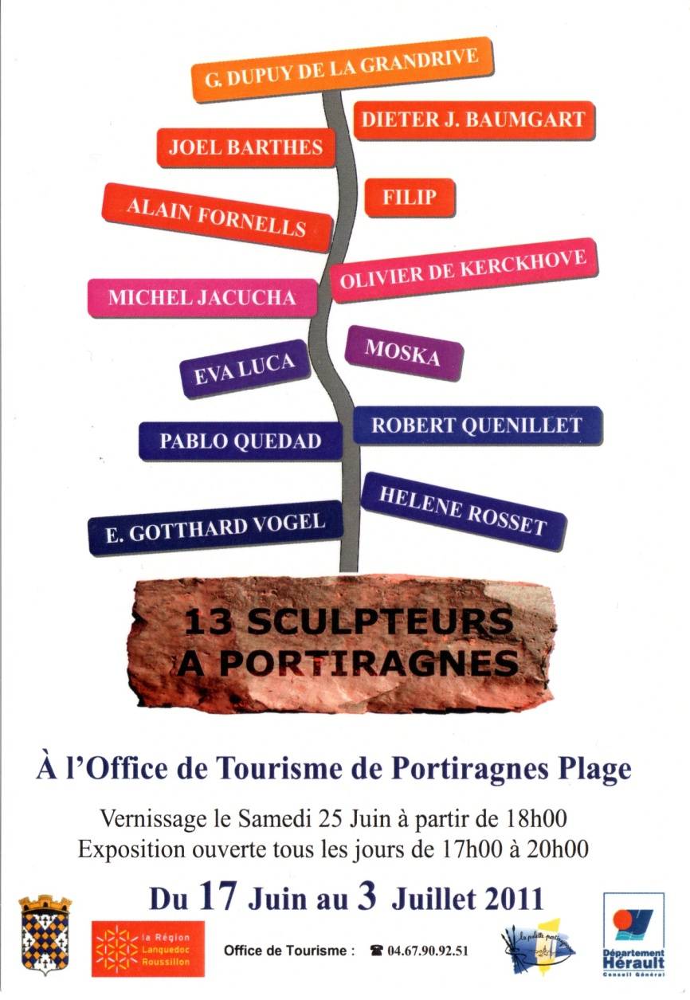 G. DUPUY DE LA GRANDRIVE
DIETER J. BAUMGART
JOEL BARTHES
FILIP
ALAIN FORNELLS
OLIVIER DE KERCKHOVE
MICHEL JACUCHA
MOSKA
EVA LUCA
ROBERT QUENILLET
PABLO QUEDAD
HELENE ROSSET
E. GOTTHARD VOGEL
13 SCULPTEURS
A PORTIRAGNES
À l'Office de Tourisme de Portiragnes Plage
Vernissage le Samedi 25 Juin à partir de 18h00
Exposition ouverte tous les jours de 17h00 à 20h00
Du 17 Juin au 3 Juillet 2011
la Région
Languedoc
Roussillon
Office de Tourisme : ☎ 04.67.90.92.51
la palette
Département
Hérault
Conseil Général